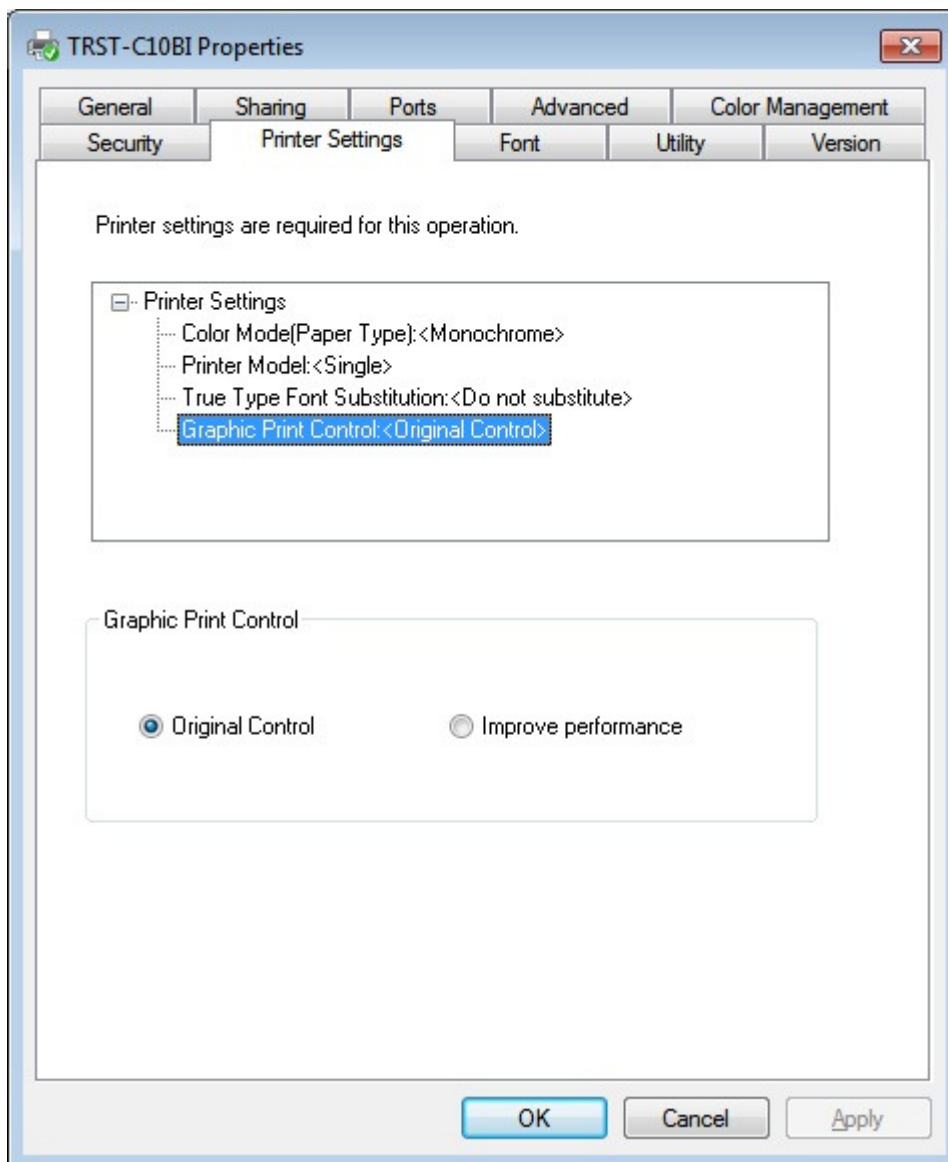 TRST-C10BI Properties
General Sharing Ports Advanced Color Management
Security Printer Settings Font Utility Version
Printer settings are required for this operation.
Printer Settings
Color Mode(Paper Type):<Monochrome>
Printer Model:<Single>
True Type Font Substitution:<Do not substitute>
Graphic Print Control:<Original Control>
Graphic Print Control
Original Control Improve performance
OK Cancel Apply